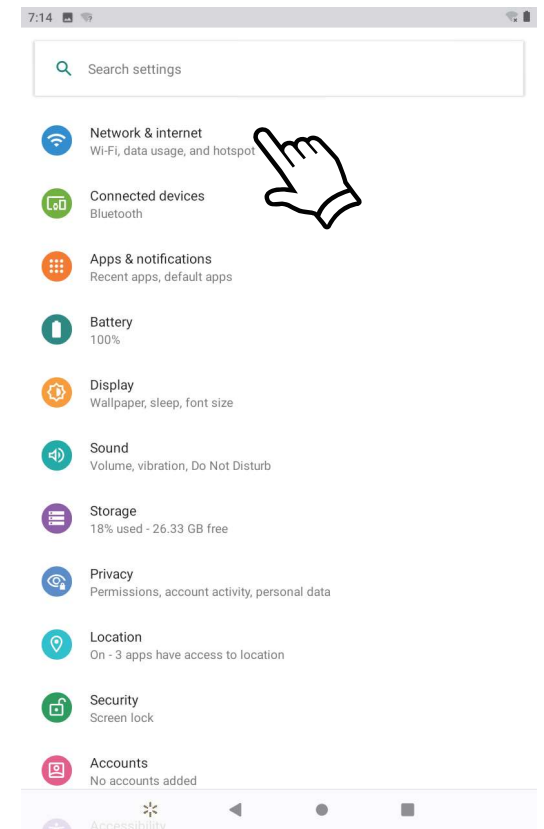 7:14
Search settings
Network & internet
Wi-Fi, data usage, and hotspot
Connected devices
Bluetooth
Apps & notifications
Recent apps, default apps
Battery
100%
Display
Wallpaper, sleep, font size
Sound
Volume, vibration, Do Not Disturb
Storage
18% used - 26.33 GB free
Privacy
Permissions, account activity, personal data
Location
On - 3 apps have access to location
Security
Screen lock
Accounts
No accounts added
Accessibility